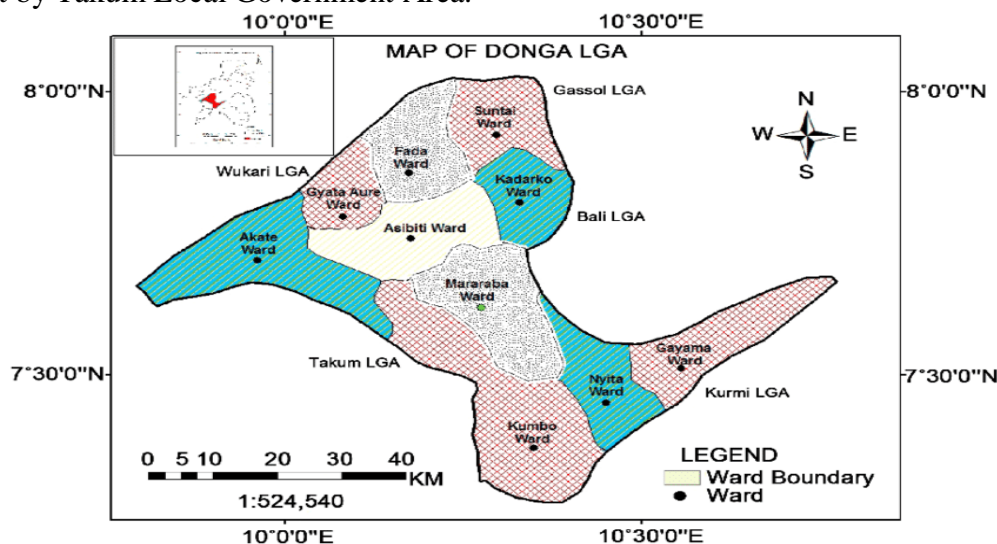 by Takum Local Government Area.
10°0'0"E 10°30'0"E
MAP OF DONGA LGA
8°0'0"N 8°0'0"N
Gassol LGA
Suntai
Ward
N
W E
S
Fada
Ward
Wukari LGA
Kadarko
Ward
Gyata Aure
Ward
Bali LGA
Asibiti Ward
Akate
Ward
Mararaba
Ward
Takum LGA
Gayama
Ward
7°30'0"N 7°30'0"N
Nyita
Ward
Kurmi LGA
Kumbo
Ward
LEGEND
0 5 10 20 30 40
KM
Ward Boundary
Ward
1:524,540
10°0'0"E 10°30'0"E